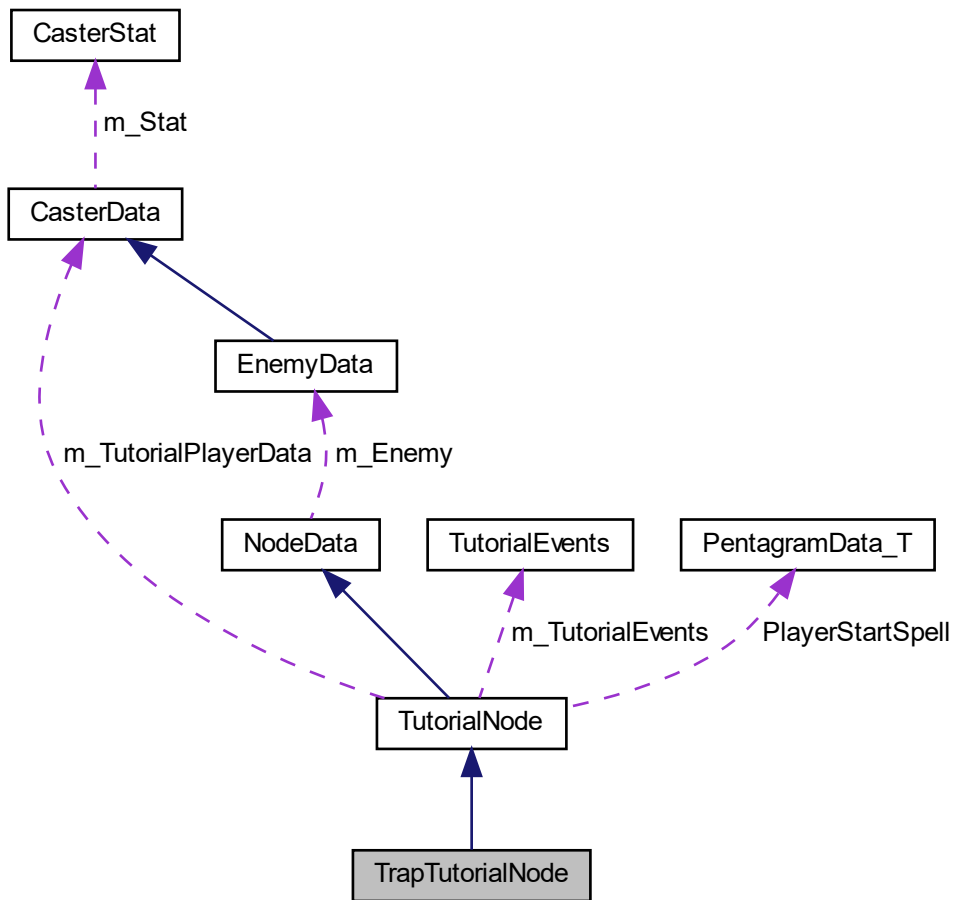 CasterStat
m_Stat
CasterData
EnemyData
m_TutorialPlayerData
m_Enemy
NodeData
TutorialEvents
PentagramData_T
m_TutorialEvents
PlayerStartSpell
TutorialNode
TrapTutorialNode